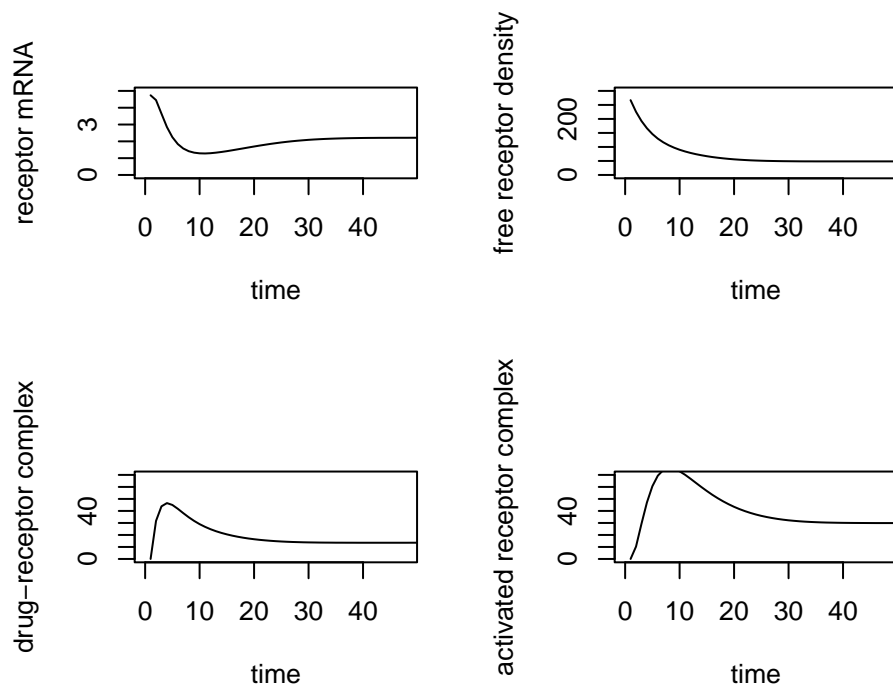 receptor mRNA
0
3
0 10 20 30 40
time
free receptor density
0
200
0 10 20 30 40
time
drug−receptor complex
0
40
0 10 20 30 40
time
activated receptor complex
0
40
0 10 20 30 40
time